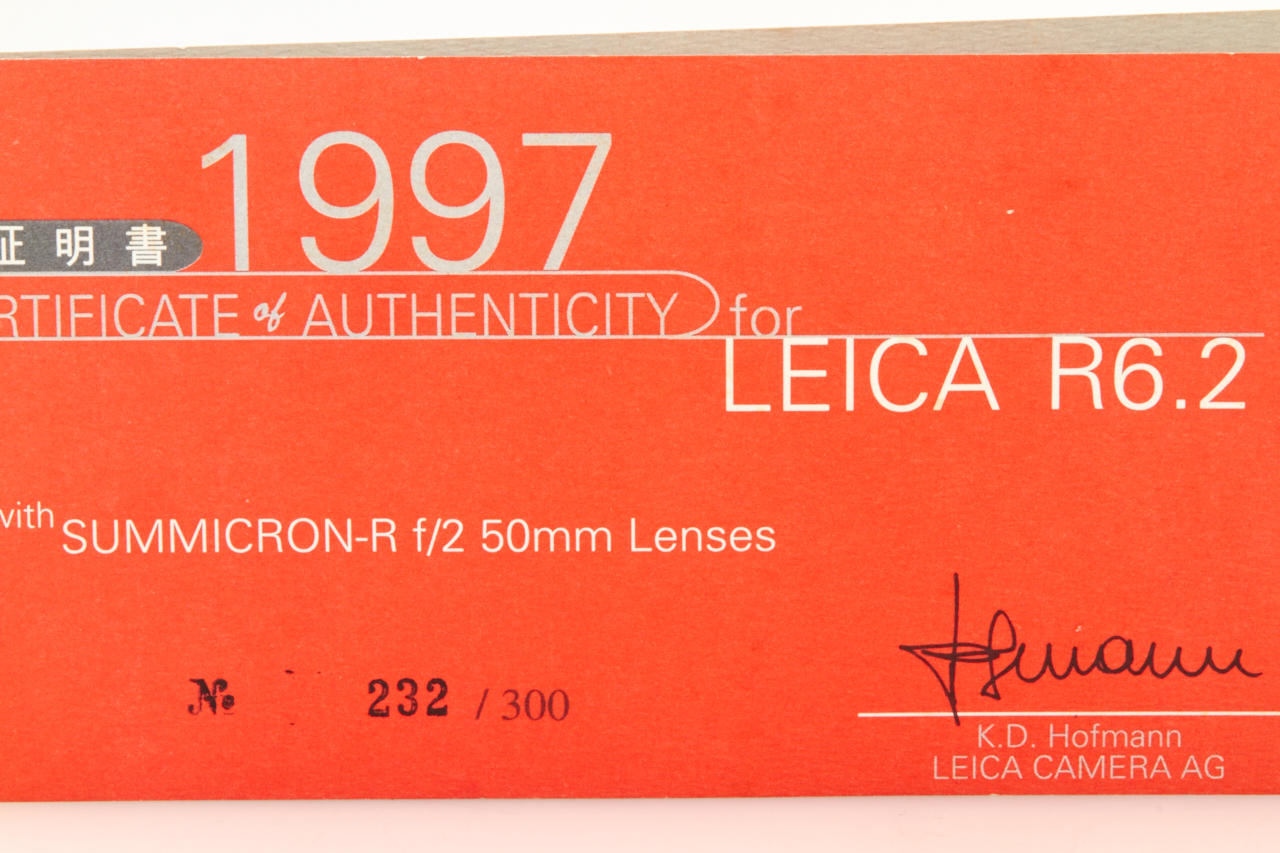 1997
証明書
RTIFICATE of AUTHENTICITY for
LEICA R6.2
with SUMMICRON-R f/2 50mm Lenses
№ 232 / 300
Hofmann
K.D. Hofmann
LEICA CAMERA AG